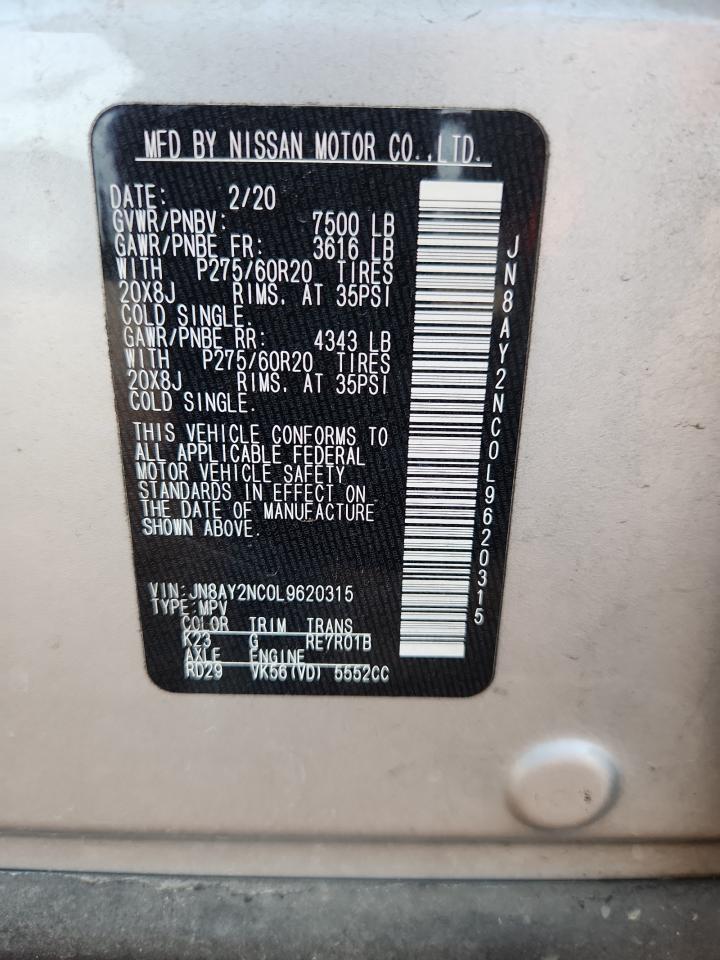 MFD BY NISSAN MOTOR CO.,LTD.
DATE: 2/20
GVWR/PNBV: 7500 LB
GAWR/PNBE FR: 3616 LB
WITH P275/60R20 TIRES
20X8J RIMS. AT 35PSI
COLD SINGLE.
GAWR/PNBE RR: 4343 LB
WITH P275/60R20 TIRES
20X8J RIMS. AT 35PSI
COLD SINGLE.
THIS VEHICLE CONFORMS TO
ALL APPLICABLE FEDERAL
MOTOR VEHICLE SAFETY
STANDARDS IN EFFECT ON
THE DATE OF MANUFACTURE
SHOWN ABOVE.
VIN:JN8AY2NC0L9620315
TYPE:MPV
COLOR TRIM TRANS
K23 G RE7R01B
AXLE ENGINE
RD29 VK56(VD) 5552CC
JN8AY2NC0L9620315